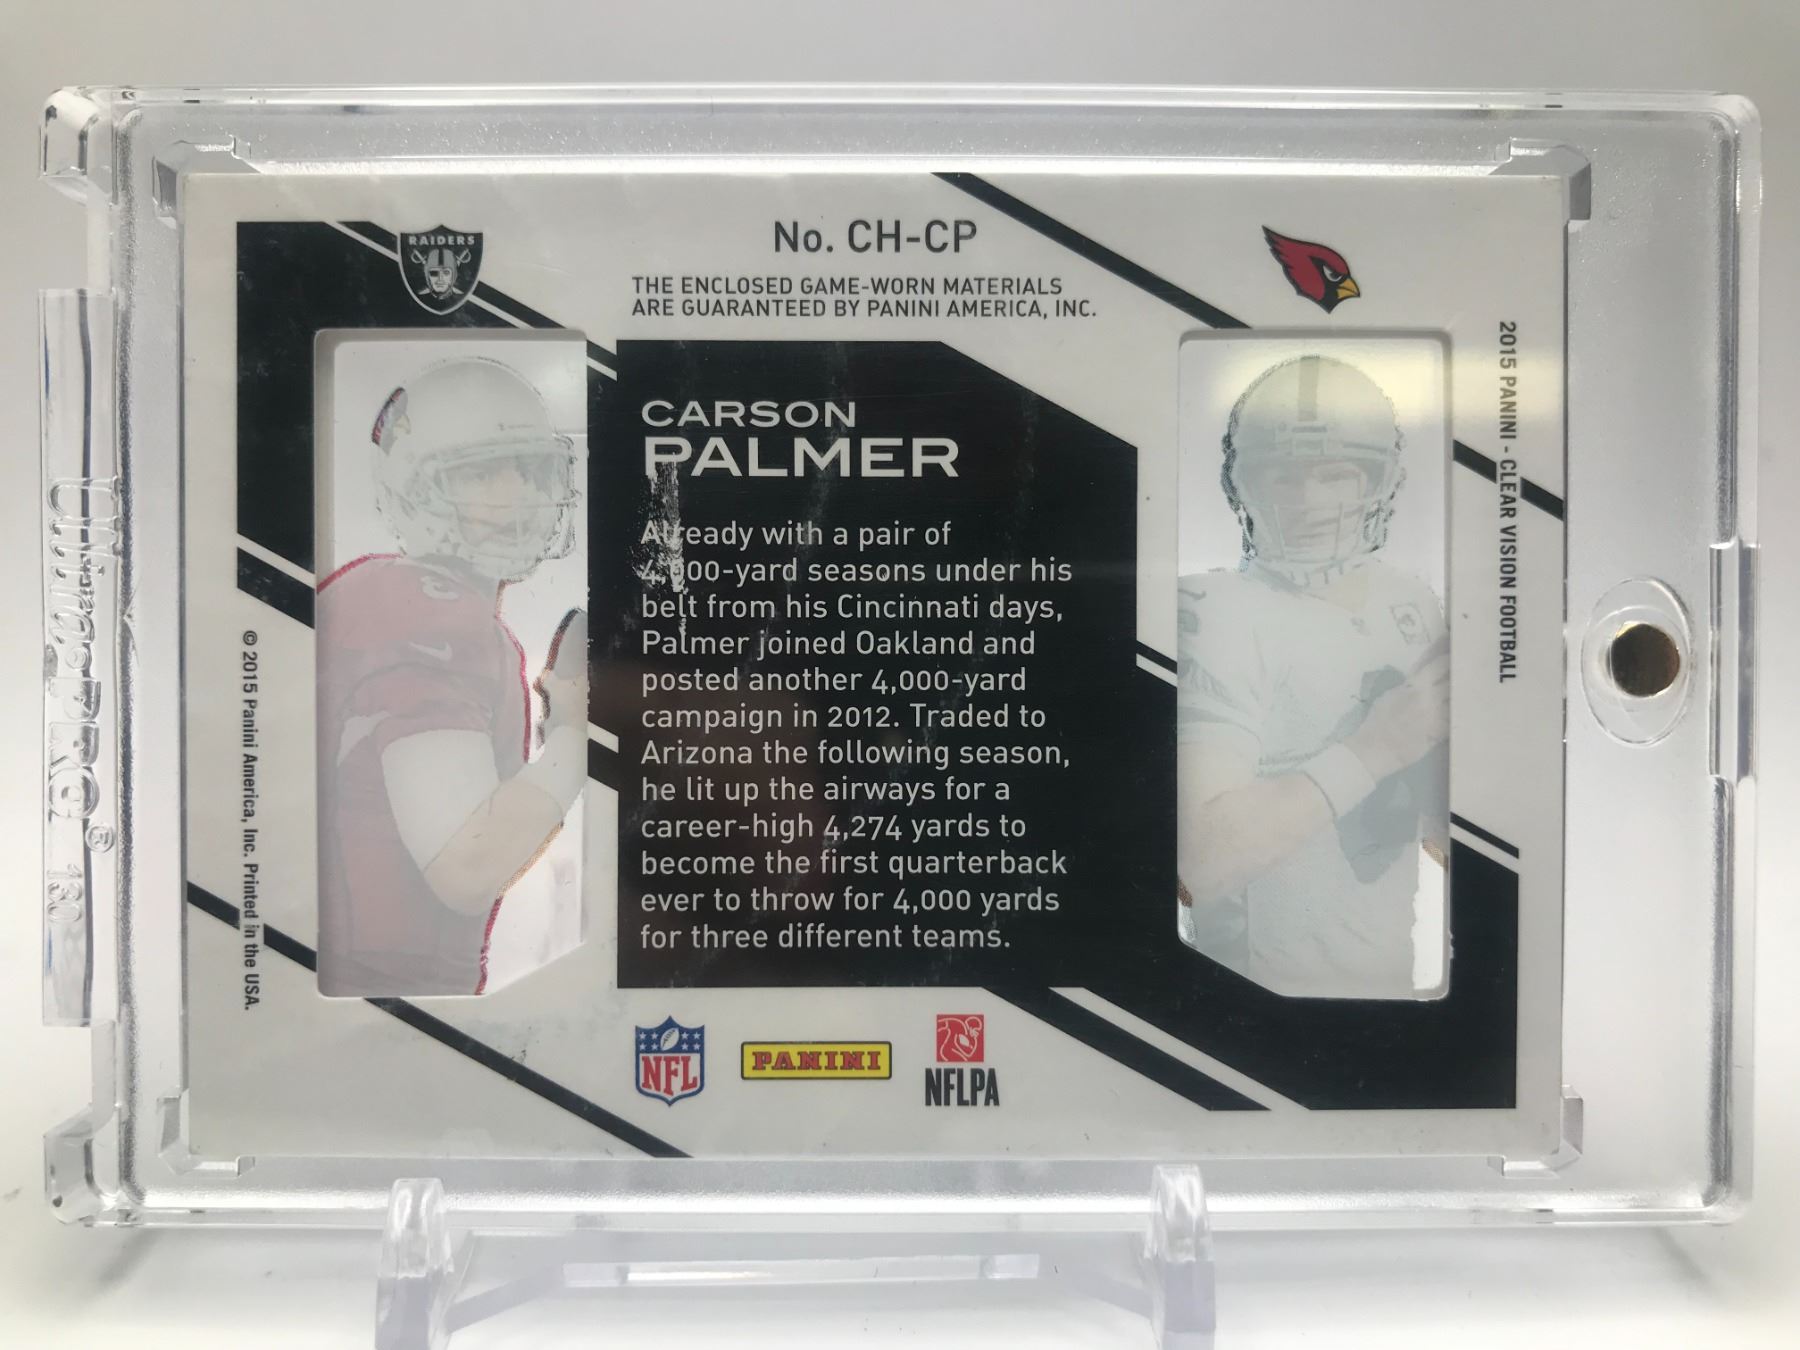 RAIDERS
No. CH-CP
THE ENCLOSED GAME-WORN MATERIALS
ARE GUARANTEED BY PANINI AMERICA, INC.
CARSON
PALMER
Already with a pair of
4,000-yard seasons under his
belt from his Cincinnati days,
Palmer joined Oakland and
posted another 4,000-yard
campaign in 2012. Traded to
Arizona the following season,
he lit up the airways for a
career-high 4,274 yards to
become the first quarterback
ever to throw for 4,000 yards
for three different teams.
2015 PANINI - CLEAR VISION FOOTBALL
© 2015 Panini America, Inc. Printed in the USA.
NFL
PANINI
NFLPA
Ultra PRO® 130